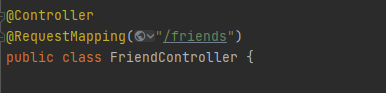 @Controller
@RequestMapping("/friends")
public class FriendController {